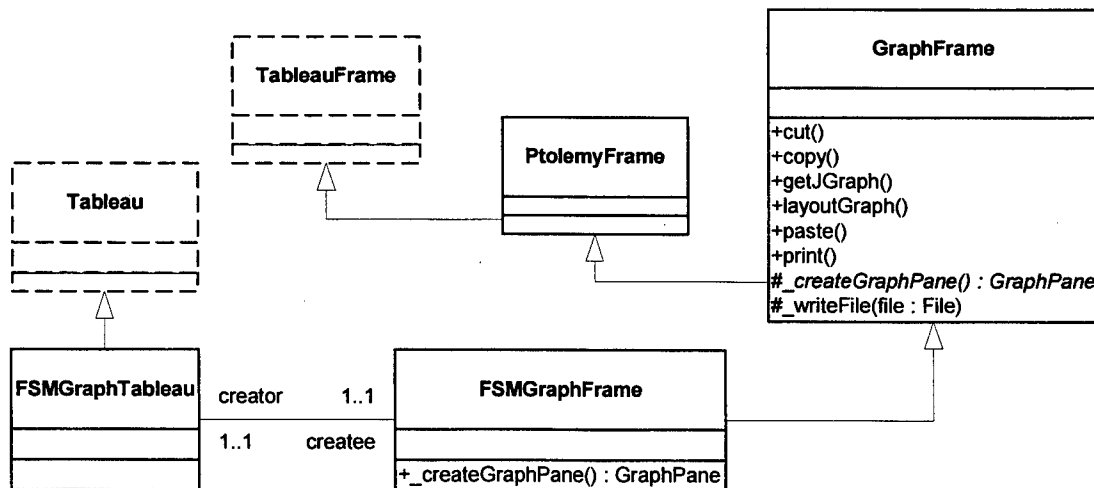 GraphFrame
TableauFrame
+cut()
+copy()
PtolemyFrame
+getJGraph()
Tableau
+layoutGraph()
+paste()
+print()
#_createGraphPane() : GraphPane
#_writeFile(file : File)
FSMGraphTableau
creator 1..1
FSMGraphFrame
1..1 createe
+_createGraphPane() : GraphPane